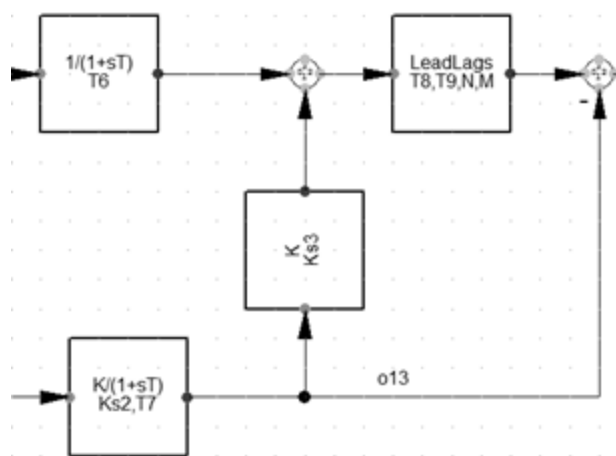 1/(1+sT)
T6
LeadLags
T8,T9,N,M
-
K
Ks3
K/(1+sT)
Ks2,T7
o13